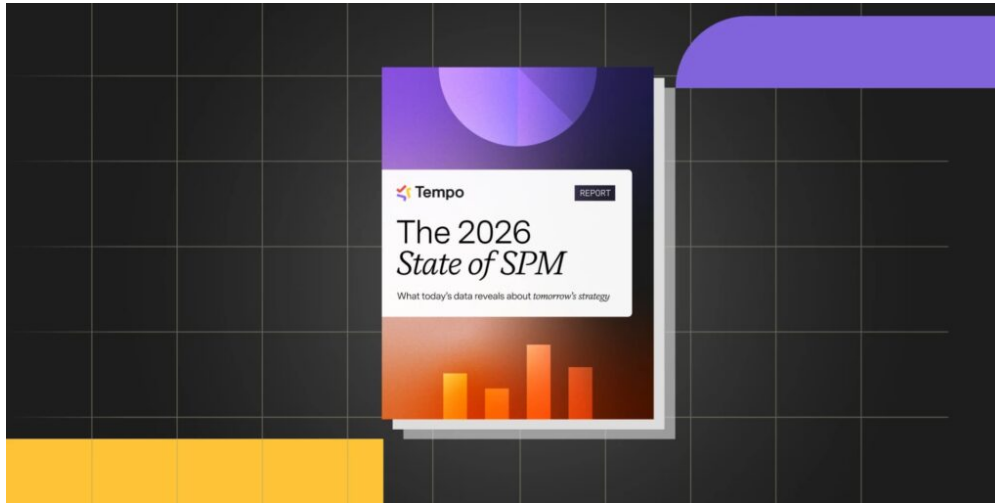 Tempo
REPORT
The 2026
State of SPM
What today's data reveals about tomorrow's strategy